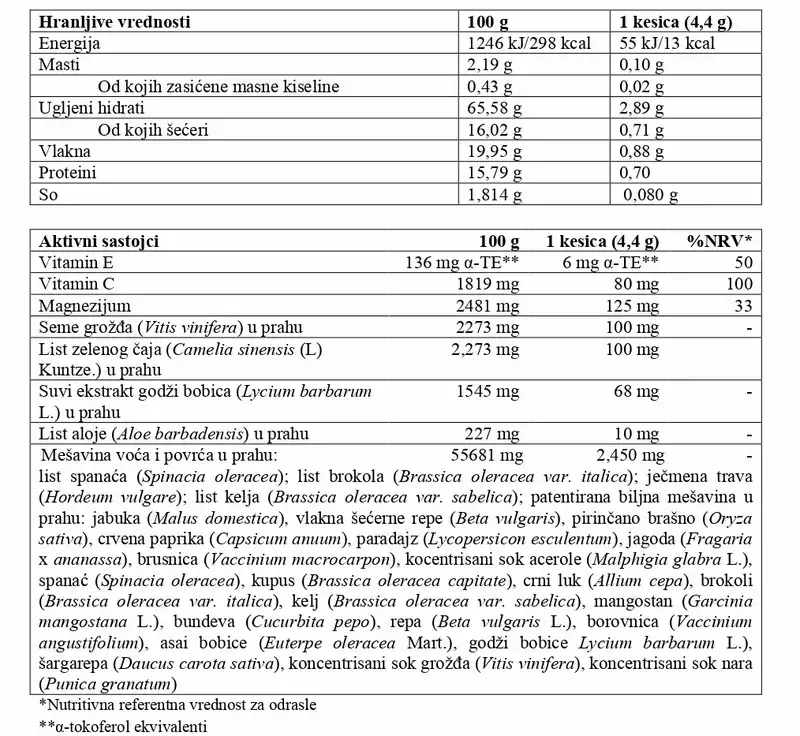 Hranljive vrednosti 100 g 1 kesica (4,4 g)
Energija 1246 kJ/298 kcal 55 kJ/13 kcal
Masti 2,19 g 0,10 g
Od kojih zasićene masne kiseline 0,43 g 0,02 g
Ugljeni hidrati 65,58 g 2,89 g
Od kojih šećeri 16,02 g 0,71 g
Vlakna 19,95 g 0,88 g
Proteini 15,79 g 0,70
So 1,814 g 0,080 g
Aktivni sastojci 100 g 1 kesica (4,4 g) %NRV*
Vitamin E 136 mg α-TE** 6 mg α-TE** 50
Vitamin C 1819 mg 80 mg 100
Magnezijum 2481 mg 125 mg 33
Seme grožđa (Vitis vinifera) u prahu 2273 mg 100 mg -
List zelenog čaja (Camelia sinensis (L) 2,273 mg 100 mg
Kuntze.) u prahu
Suvi ekstrakt godži bobica (Lycium barbarum 1545 mg 68 mg -
L.) u prahu
List aloje (Aloe barbadensis) u prahu 227 mg 10 mg -
Mešavina voća i povrća u prahu: 55681 mg 2,450 mg -
list spanaća (Spinacia oleracea); list brokola (Brassica oleracea var. italica); ječmena trava
(Hordeum vulgare); list kelja (Brassica oleracea var. sabelica); patentirana biljna mešavina u
prahu: jabuka (Malus domestica), vlakna šećerne repe (Beta vulgaris), pirinčano brašno (Oryza
sativa), crvena paprika (Capsicum anuum), paradajz (Lycopersicon esculentum), jagoda (Fragaria
x ananassa), brusnica (Vaccinium macrocarpon), kocentrisani sok acerole (Malphigia glabra L.),
spanać (Spinacia oleracea), kupus (Brassica oleracea capitate), crni luk (Allium cepa), brokoli
(Brassica oleracea var. italica), kelj (Brassica oleracea var. sabelica), mangostan (Garcinia
mangostana L.), bundeva (Cucurbita pepo), repa (Beta vulgaris L.), borovnica (Vaccinium
angustifolium), asai bobice (Euterpe oleracea Mart.), godži bobice Lycium barbarum L.),
šargarepa (Daucus carota sativa), koncentrisani sok grožđa (Vitis vinifera), koncentrisani sok nara
(Punica granatum)
*Nutritivna referentna vrednost za odrasle
**α-tokoferol ekvivalenti